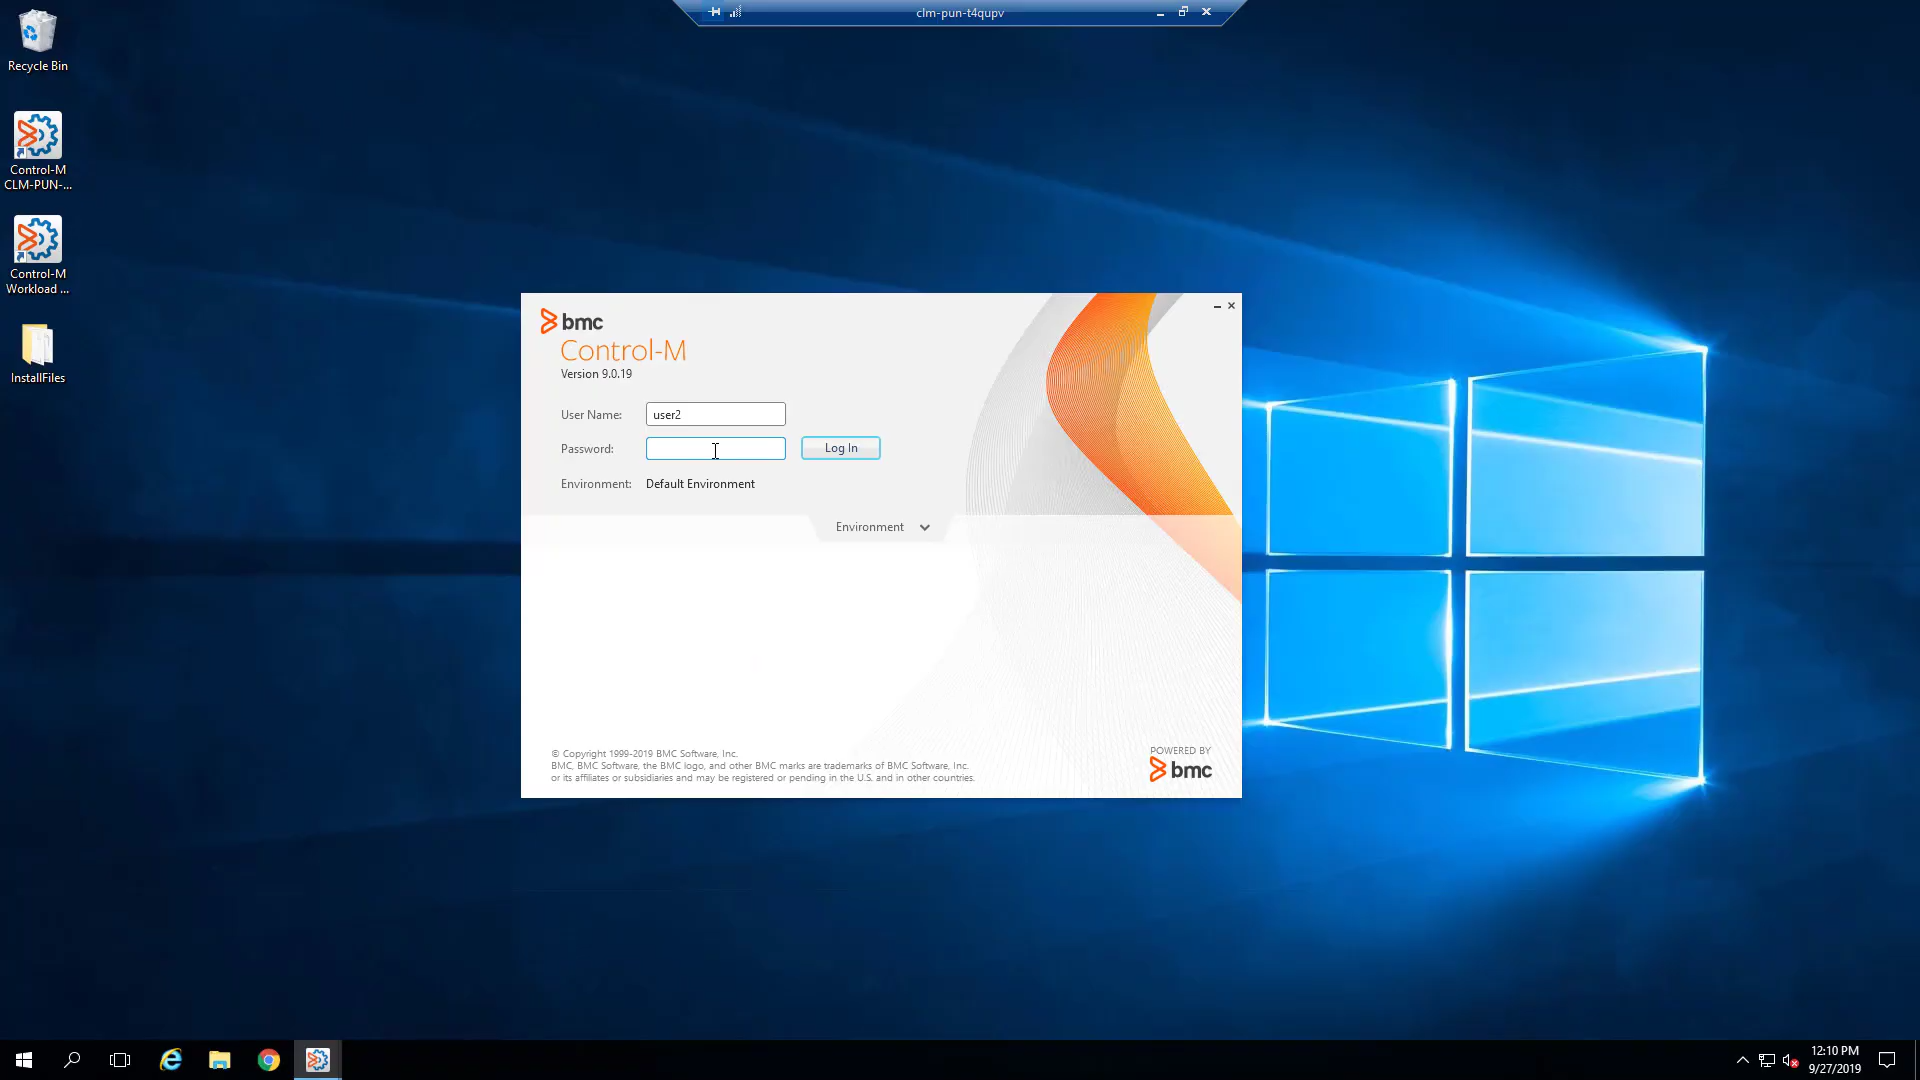 clm-pun-t4qupv
Recycle Bin
Control-M
CLM-PUN-...
Control-M
Workload ...
InstallFiles
bmc
Control-M
Version 9.0.19
User Name:
user2
Password:
Log In
Environment:
Default Environment
Environment
© Copyright 1999-2019 BMC Software, Inc.
BMC, BMC Software, the BMC logo, and other BMC marks are trademarks of BMC Software, Inc.
or its affiliates or subsidiaries and may be registered or pending in the U.S. and in other countries.
POWERED BY
bmc
12:10 PM
9/27/2019